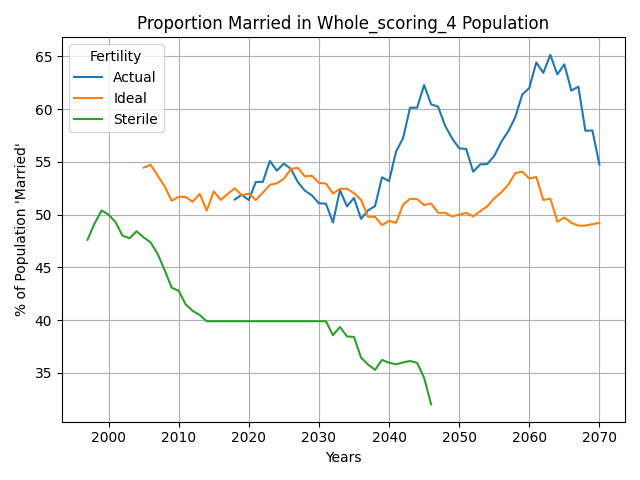 Proportion Married in Whole_scoring_4 Population
% of Population 'Married'
65
60
55
50
45
40
35
Fertility
Actual
Ideal
Sterile
2000 2010 2020 2030 2040 2050 2060 2070
Years